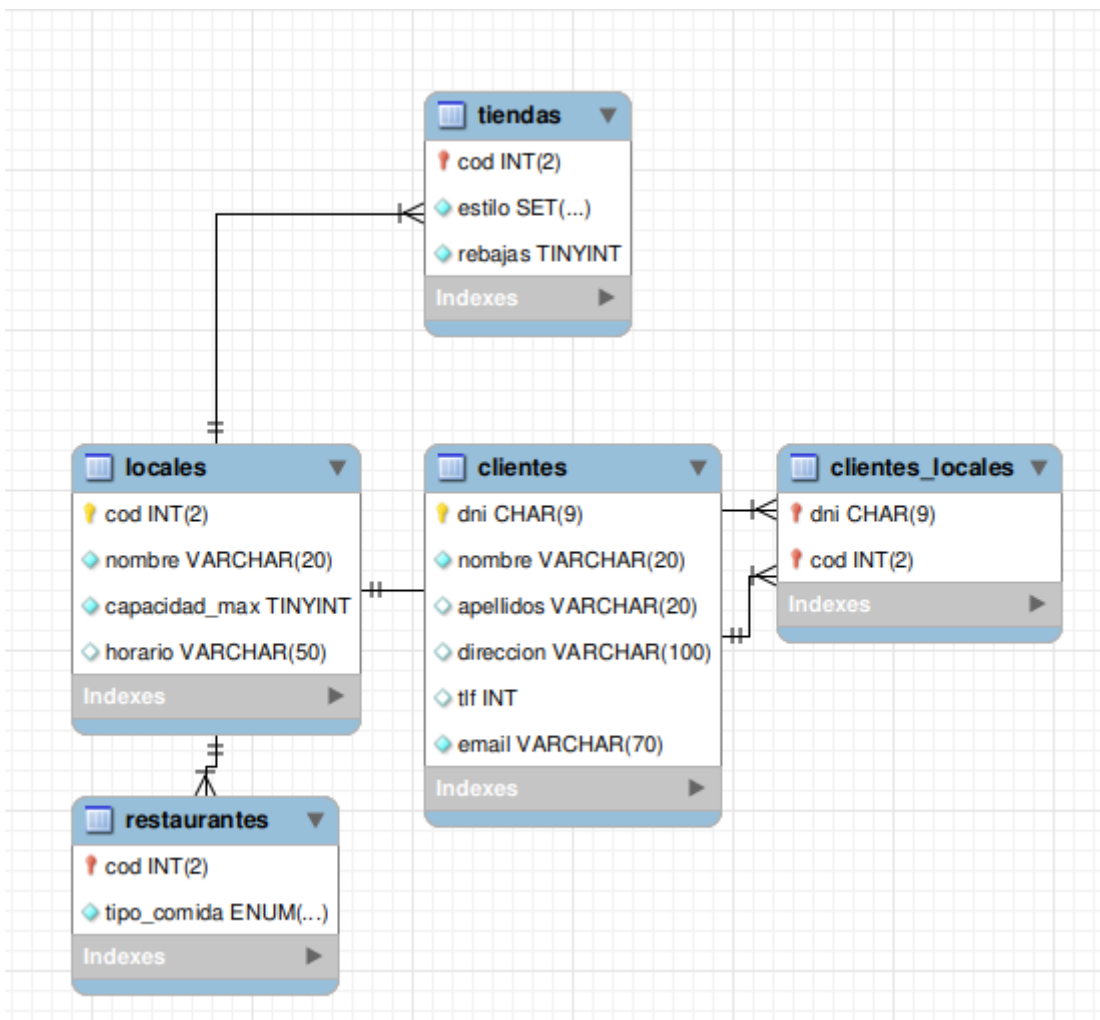 tiendas
cod INT(2)
estilo SET(...)
rebajas TINYINT
Indexes
locales
cod INT(2)
nombre VARCHAR(20)
capacidad_max TINYINT
horario VARCHAR(50)
Indexes
clientes
dni CHAR(9)
nombre VARCHAR(20)
apellidos VARCHAR(20)
direccion VARCHAR(100)
tlf INT
email VARCHAR(70)
Indexes
clientes_locales
dni CHAR(9)
cod INT(2)
Indexes
restaurantes
cod INT(2)
tipo_comida ENUM(...)
Indexes